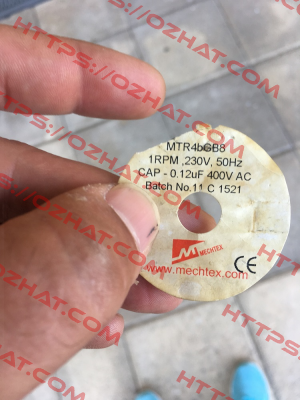 MTR4bGB8
1RPM ,230V, 50Hz
CAP - 0.12uF 400V AC
Batch No.11 C 1521
MECHTEX
www.mechtex.com
CE
HTTPS://OZHAT.COM